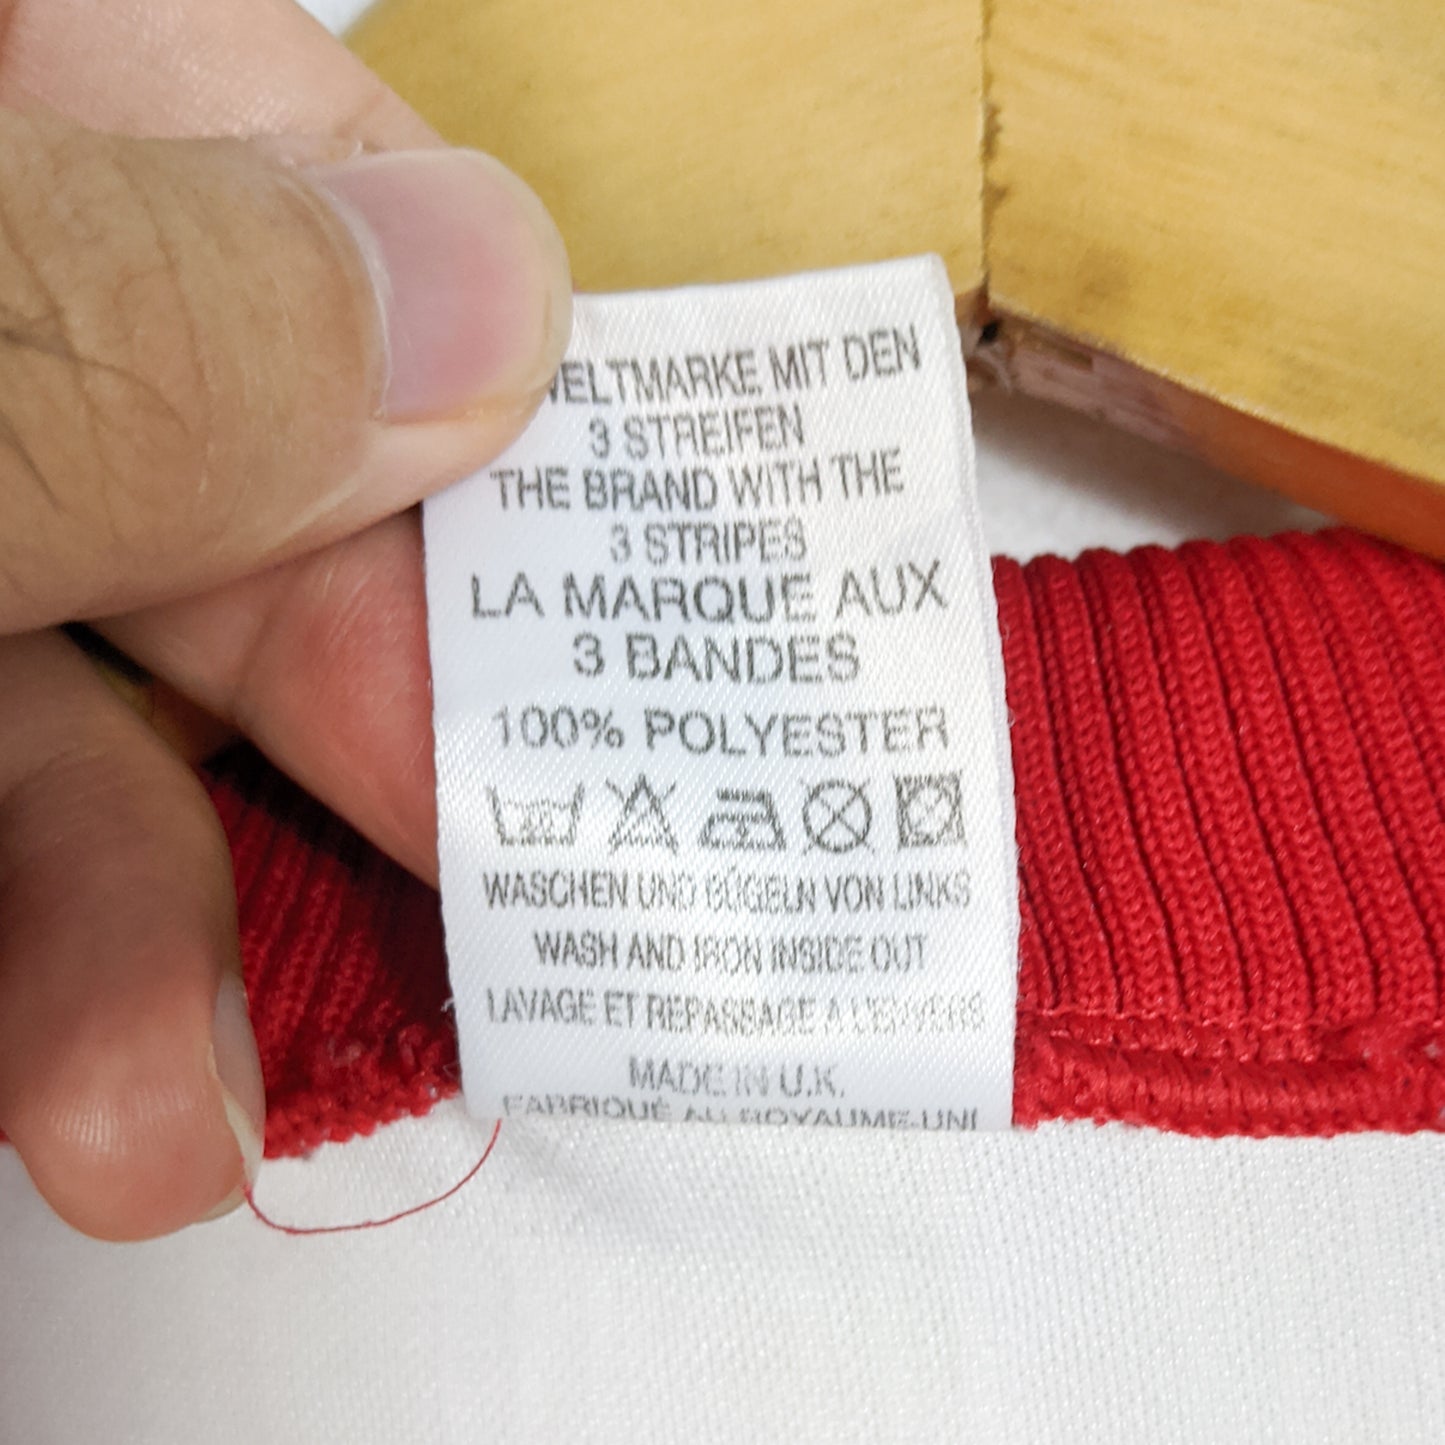 WELTMARKE MIT DEN
3 STREIFEN
THE BRAND WITH THE
3 STRIPES
LA MARQUE AUX
3 BANDES
100% POLYESTER
WASCHEN UND BÜGELN VON LINKS
WASH AND IRON INSIDE OUT
LAVAGE ET REPASSAGE A L'ENVERS
MADE IN U.K.
FABRIQUÉ AU ROYAUME-UNI